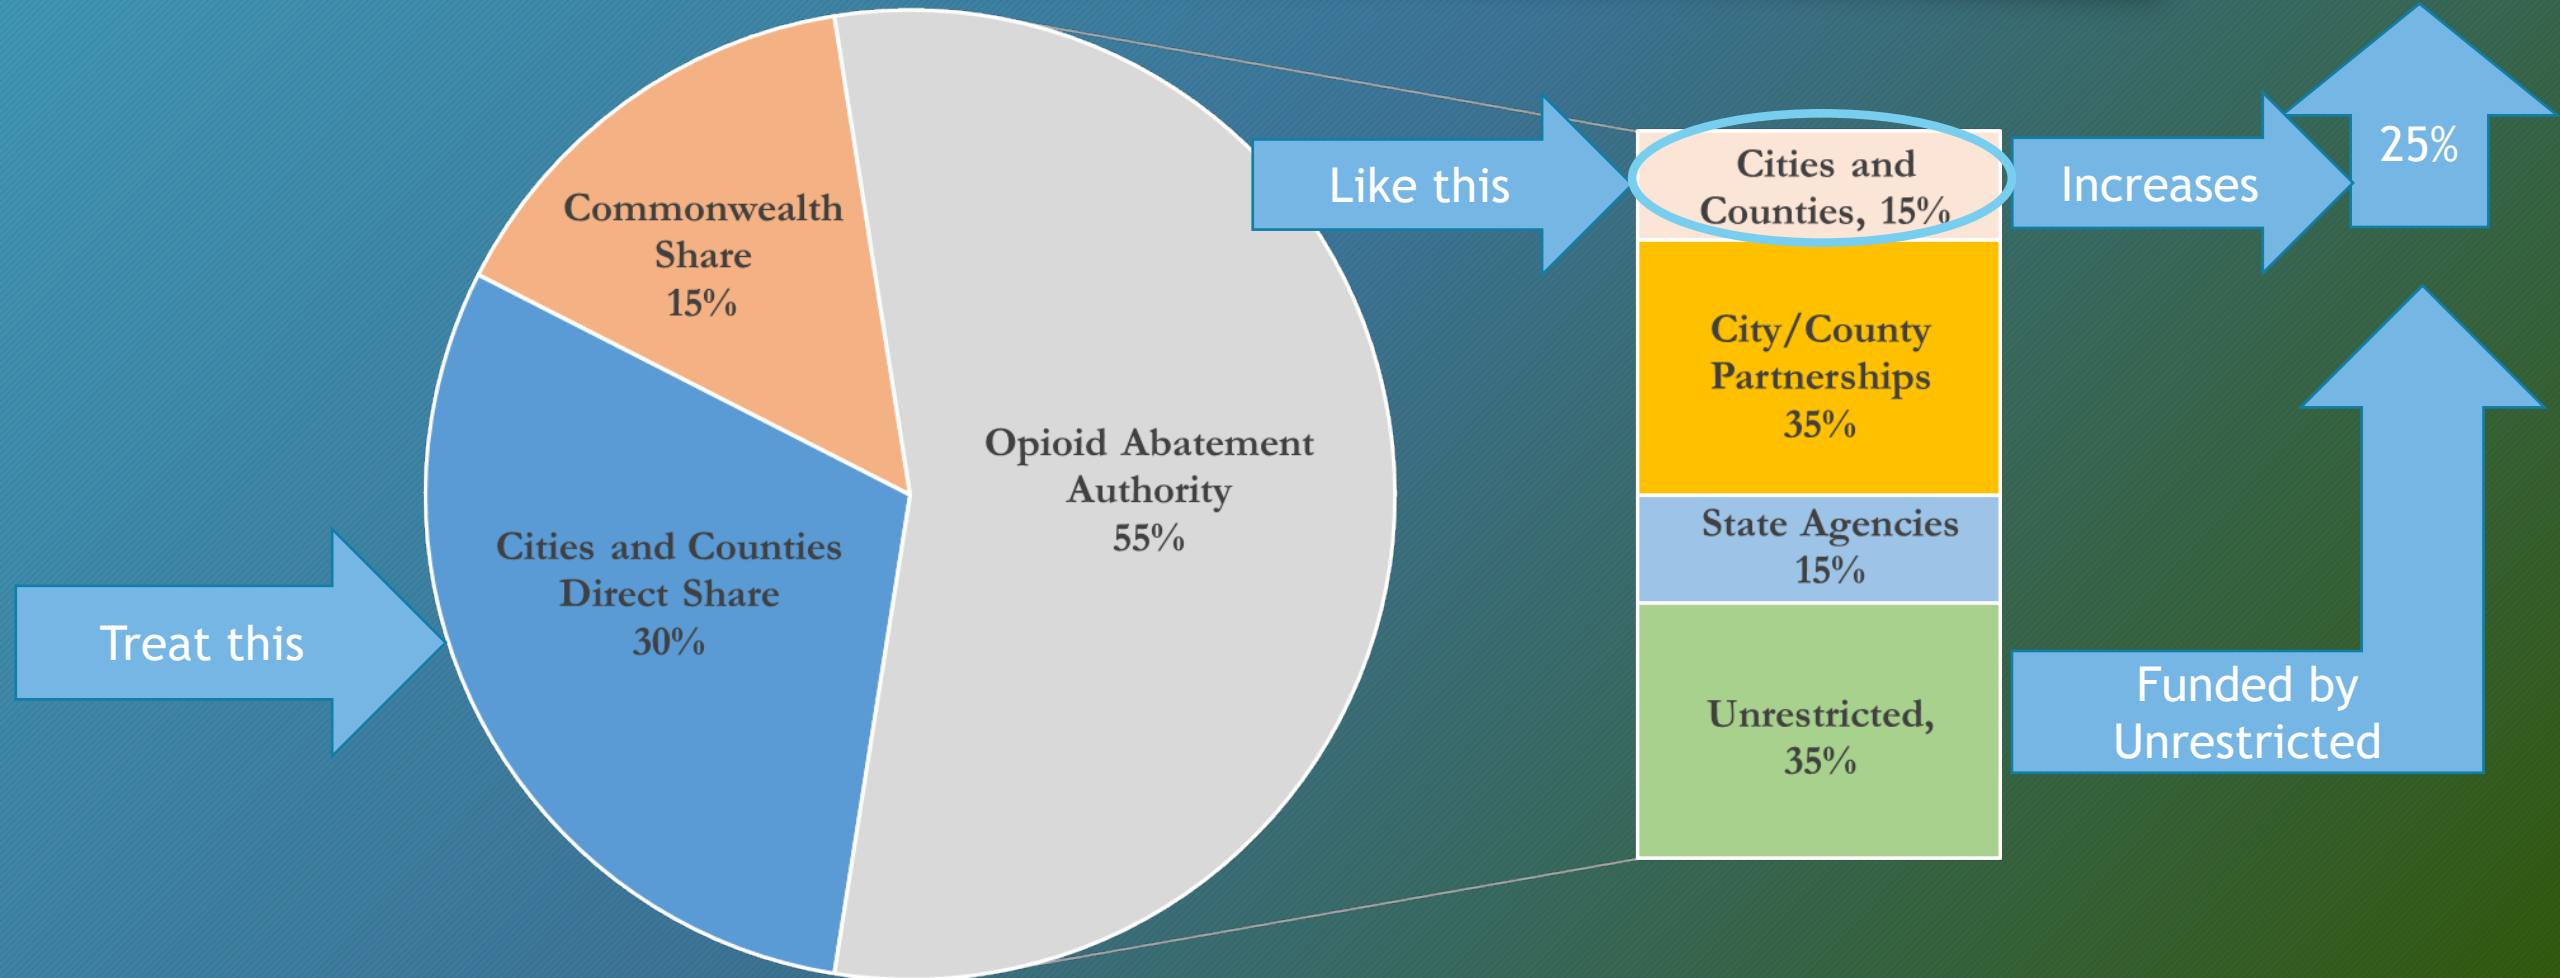 Commonwealth
Share
15%
Cities and Counties
Direct Share
30%
Opioid Abatement
Authority
55%
Treat this
Like this
Cities and
Counties, 15%
City/County
Partnerships
35%
State Agencies
15%
Unrestricted,
35%
Increases
25%
Funded by
Unrestricted